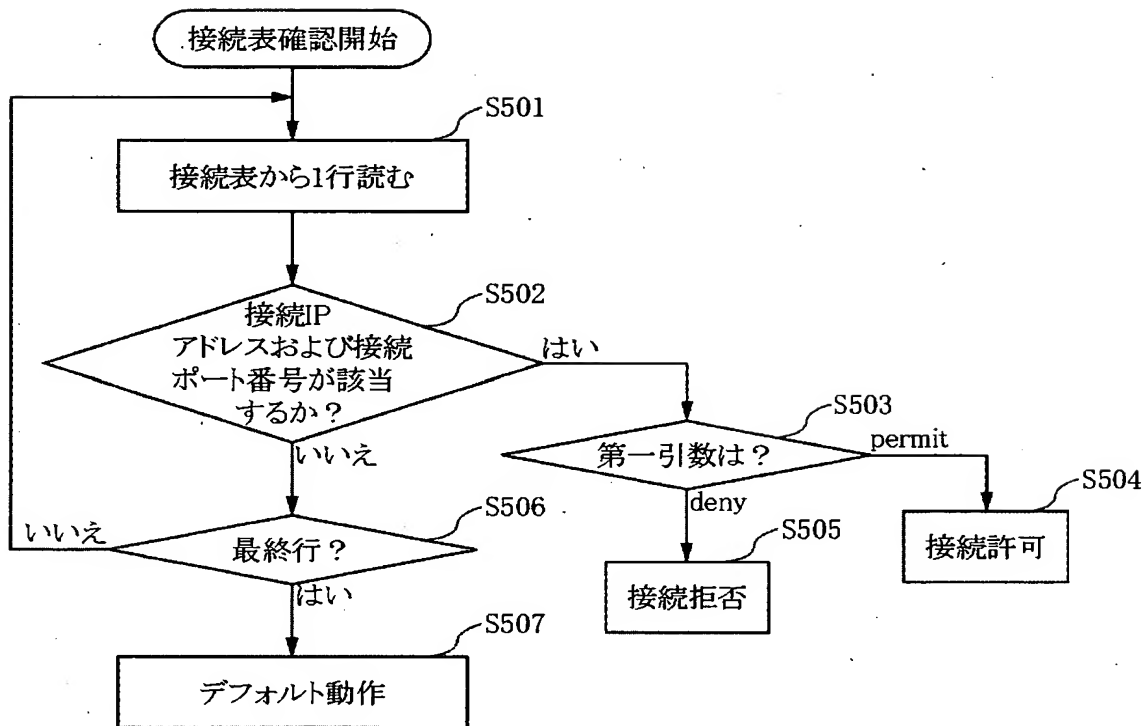 接続表確認開始
S501
接続表から1行読む
S502
接続IP
アドレスおよび接続
ポート番号が該当
するか？
はい
いいえ
S503
第一引数は？
permit
deny
S504
接続許可
S505
接続拒否
S506
最終行？
いいえ
はい
S507
デフォルト動作